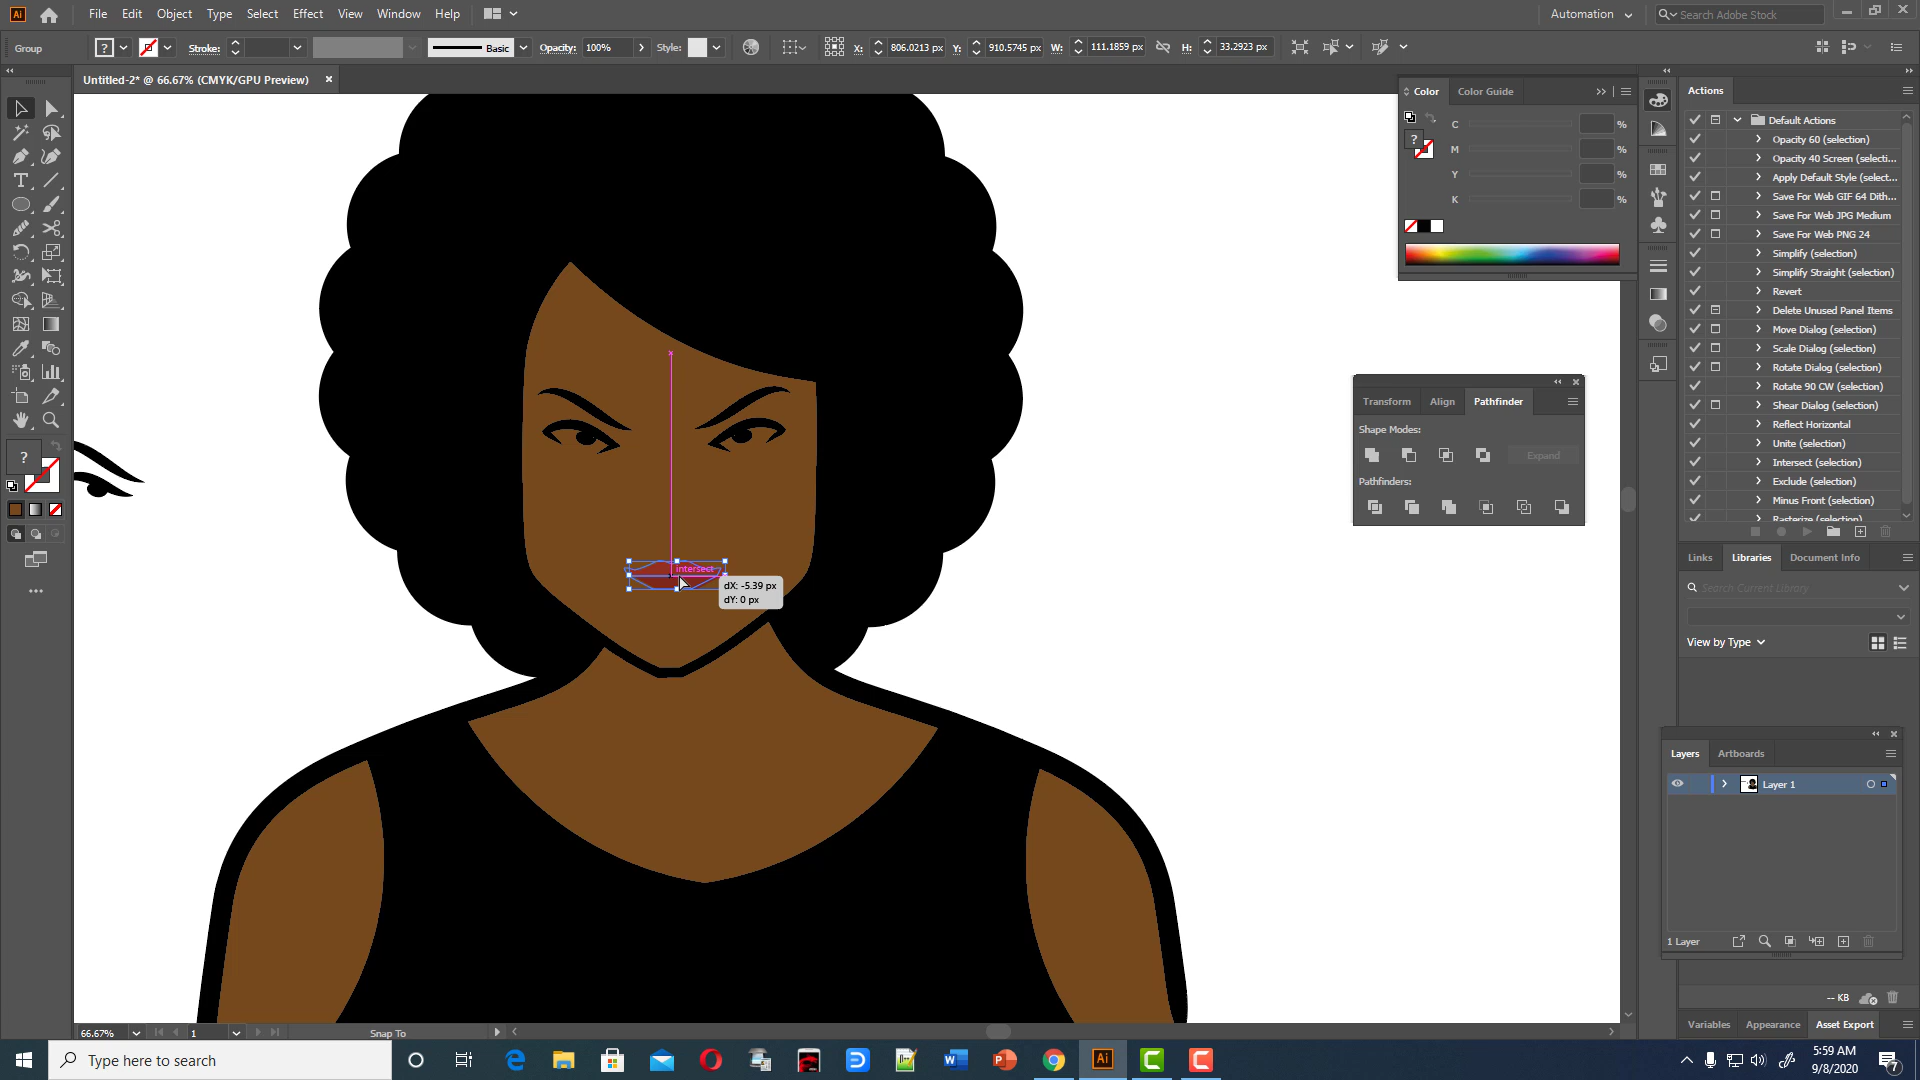 Ai File Edit Object Type Select Effect View Window Help Automation Search Adobe Stock
Group ? Stroke: Basic Opacity: 100% Style: X: 806.0213 px Y: 910.5745 px W: 111.1859 px H: 33.2923 px
Untitled-2* @ 66.67% (CMYK/GPU Preview)
Color Color Guide
C %
M %
Y %
K %
?
Actions
Default Actions
Opacity 60 (selection)
Opacity 40 Screen (selecti...
Apply Default Style (select...
Save For Web GIF 64 Dith...
Save For Web JPG Medium
Save For Web PNG 24
Simplify (selection)
Simplify Straight (selection)
Revert
Delete Unused Panel Items
Move Dialog (selection)
Scale Dialog (selection)
Rotate Dialog (selection)
Rotate 90 CW (selection)
Shear Dialog (selection)
Reflect Horizontal
Unite (selection)
Intersect (selection)
Exclude (selection)
Minus Front (selection)
Rasterize (selection)
Transform Align Pathfinder
Shape Modes:
Expand
Pathfinders:
?
intersect
dX: -5.39 px
dY: 0 px
Links Libraries Document Info
Search Current Library
View by Type
Layers Artboards
Layer 1
1 Layer
-- KB
Variables Appearance Asset Export
66.67% 1 Snap To
Type here to search
5:59 AM
9/8/2020
7